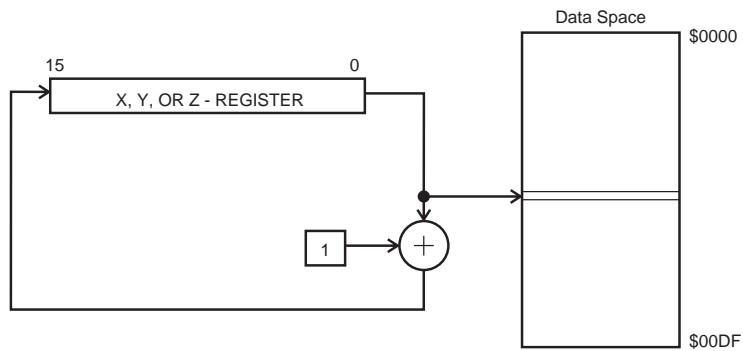 Data Space
$0000
15
0
X, Y, OR Z - REGISTER
1
+
$00DF